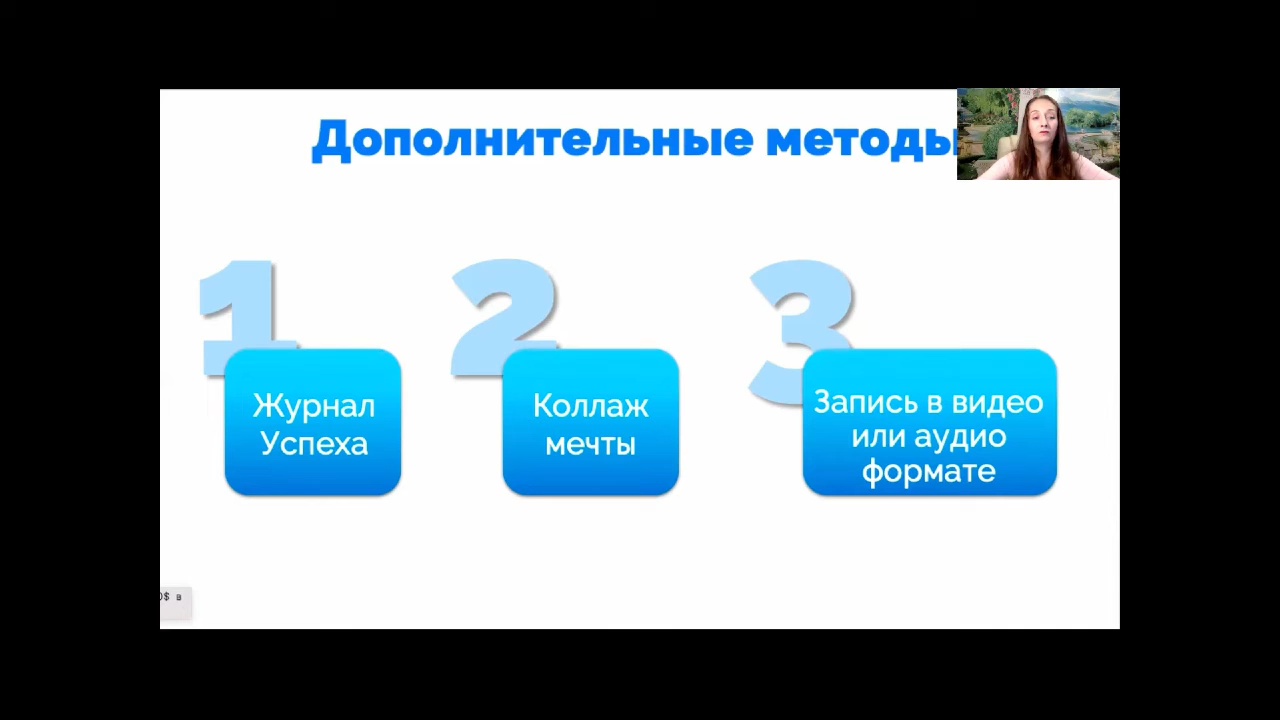 Дополнительные методы
1
2
3
Журнал
Успеха
Коллаж
мечты
Запись в видео
или аудио
формате
$ в